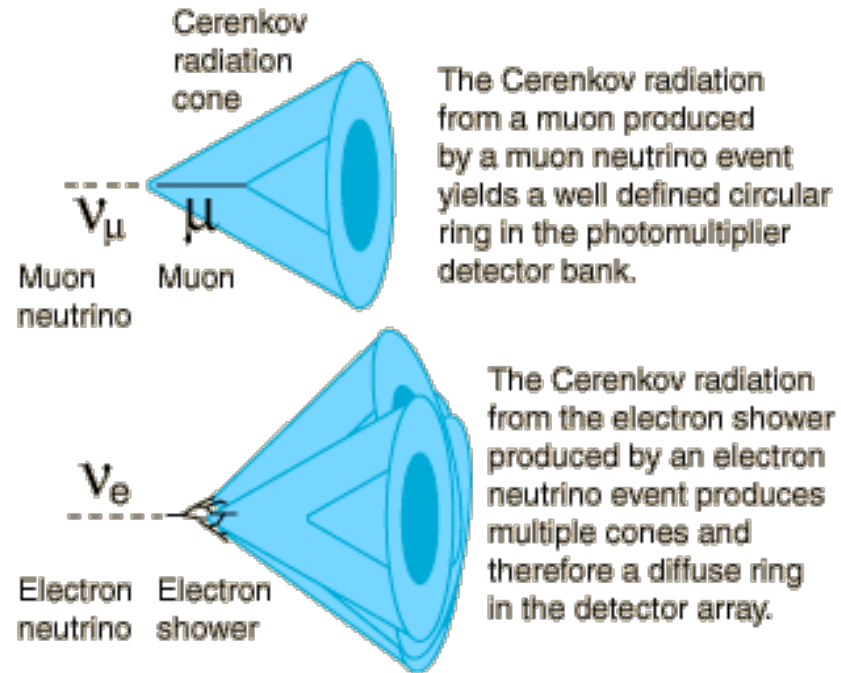 Cerenkov
radiation
cone
The Cerenkov radiation
from a muon produced
by a muon neutrino event
yields a well defined circular
ring in the photomultiplier
detector bank.
νμ
μ
Muon
neutrino
Muon
The Cerenkov radiation
from the electron shower
produced by an electron
neutrino event produces
multiple cones and
therefore a diffuse ring
in the detector array.
νe
Electron
neutrino
Electron
shower